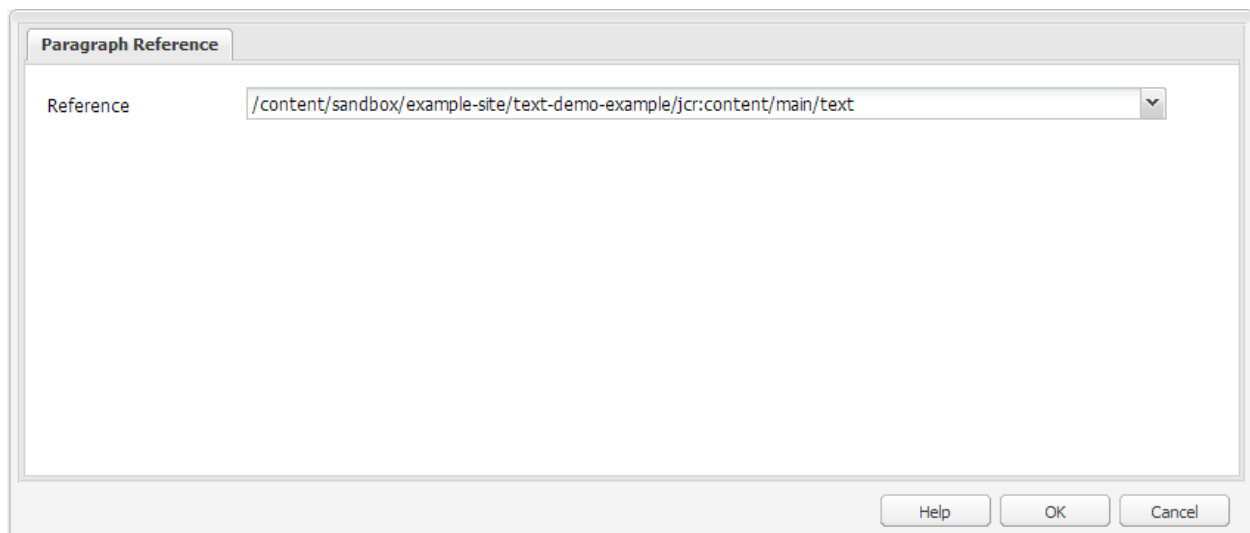 Paragraph Reference
Reference /content/sandbox/example-site/text-demo-example/jcr:content/main/text
Help OK Cancel